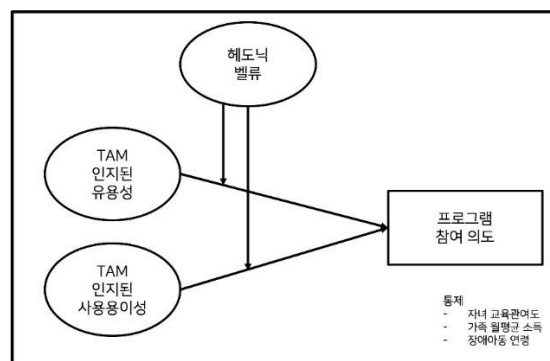 헤도닉
벨류
TAM
인지된
유용성
프로그램
참여 의도
TAM
인지된
사용용이성
통제
- 자녀 교육관여도
- 가족 월평균 소득
- 장애아동 연령